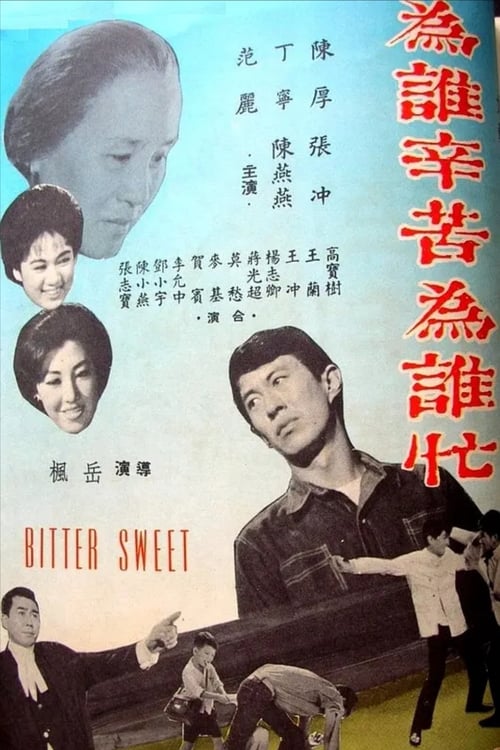 為誰辛苦為誰忙
陳厚 張冲
丁寧 陳燕燕
范麗 ·主演·
高寶樹
王蘭
王冲
楊志卿
蔣光超
莫愁
麥基
賀賓
李允中
鄧小宇
陳小燕
張志寶
·合演·
導演 岳楓
BITTER SWEET